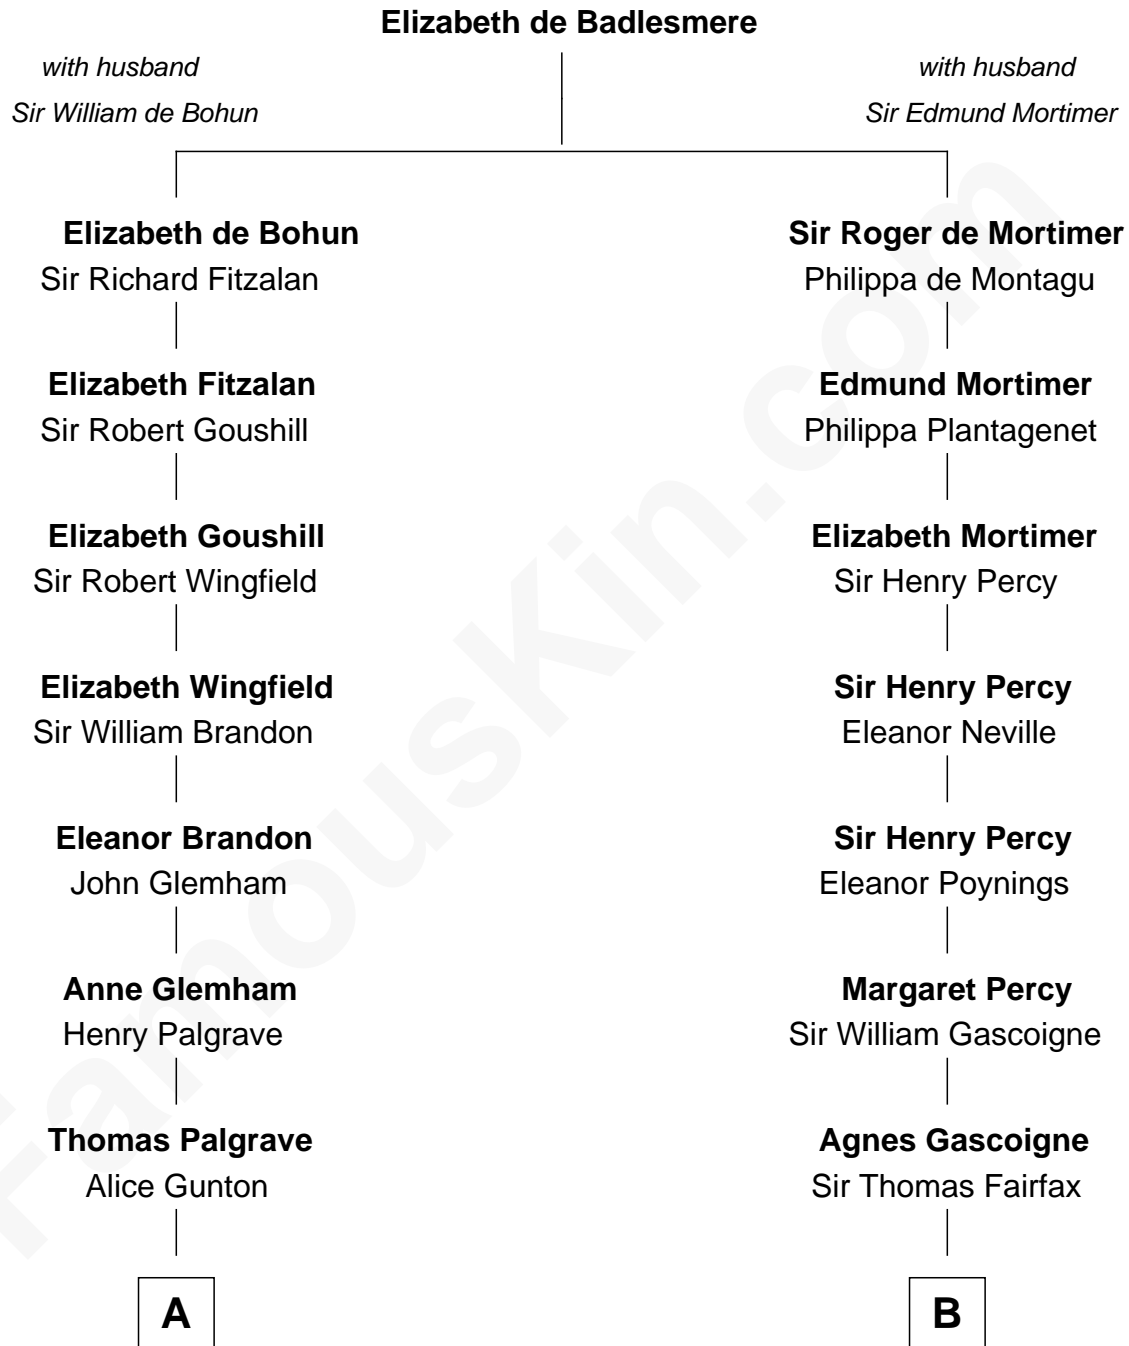 Elizabeth de Badlesmere
with husband
Sir William de Bohun
with husband
Sir Edmund Mortimer
Elizabeth de Bohun
Sir Richard Fitzalan
Sir Roger de Mortimer
Philippa de Montagu
Elizabeth Fitzalan
Sir Robert Goushill
Edmund Mortimer
Philippa Plantagenet
Elizabeth Goushill
Sir Robert Wingfield
Elizabeth Mortimer
Sir Henry Percy
Elizabeth Wingfield
Sir William Brandon
Sir Henry Percy
Eleanor Neville
Eleanor Brandon
John Glemham
Sir Henry Percy
Eleanor Poynings
Anne Glemham
Henry Palgrave
Margaret Percy
Sir William Gascoigne
Thomas Palgrave
Alice Gunton
Agnes Gascoigne
Sir Thomas Fairfax
A
B
FamousKin.com